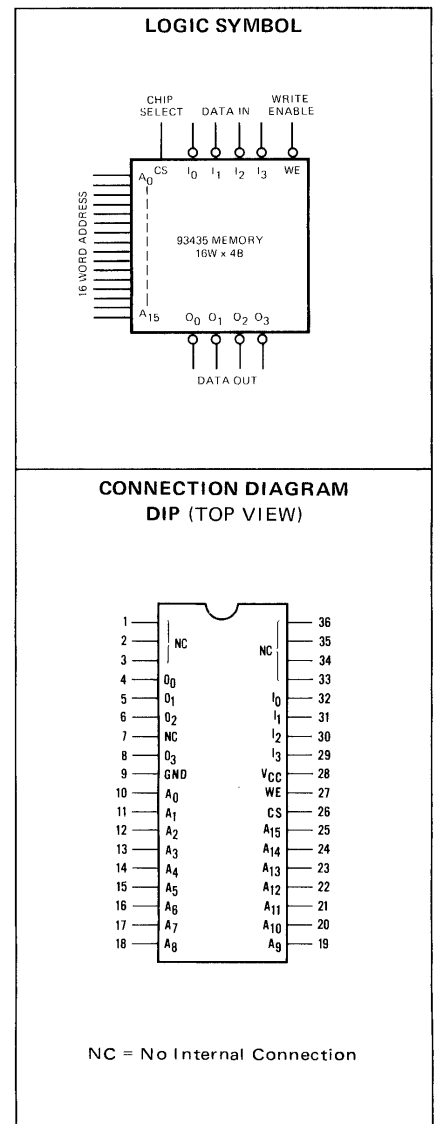 LOGIC SYMBOL
CHIP SELECT
DATA IN
WRITE ENABLE
CS I0 I1 I2 I3 WE
A0
16 WORD ADDRESS
93435 MEMORY
16W x 4B
A15
O0 O1 O2 O3
DATA OUT
CONNECTION DIAGRAM
DIP (TOP VIEW)
1 36
2 NC NC 35
3 34
4 O0 33
5 O1 I0 32
6 O2 I1 31
7 NC I2 30
8 O3 I3 29
9 GND VCC 28
10 A0 WE 27
11 A1 CS 26
12 A2 A15 25
13 A3 A14 24
14 A4 A13 23
15 A5 A12 22
16 A6 A11 21
17 A7 A10 20
18 A8 A9 19
NC = No Internal Connection